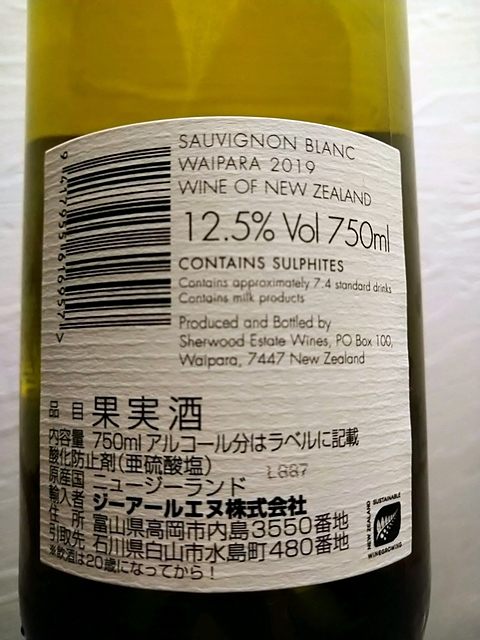 SAUVIGNON BLANC
WAIPARA 2019
WINE OF NEW ZEALAND
12.5% Vol 750ml
CONTAINS SULPHITES
Contains approximately 7.4 standard drinks
Contains milk products
Produced and Bottled by
Sherwood Estate Wines, PO Box 100,
Waipara, 7447 New Zealand
品目 果実酒
内容量 750ml アルコール分はラベルに記載
酸化防止剤(亜硫酸塩)
L887
原産国 ニュージーランド
輸入者 ジーアールエヌ株式会社
住所 富山県高岡市内島3550番地
引取先 石川県白山市水島町480番地
※飲酒は20歳になってから!
SUSTAINABLE
NEW ZEALAND
WINEGROWING